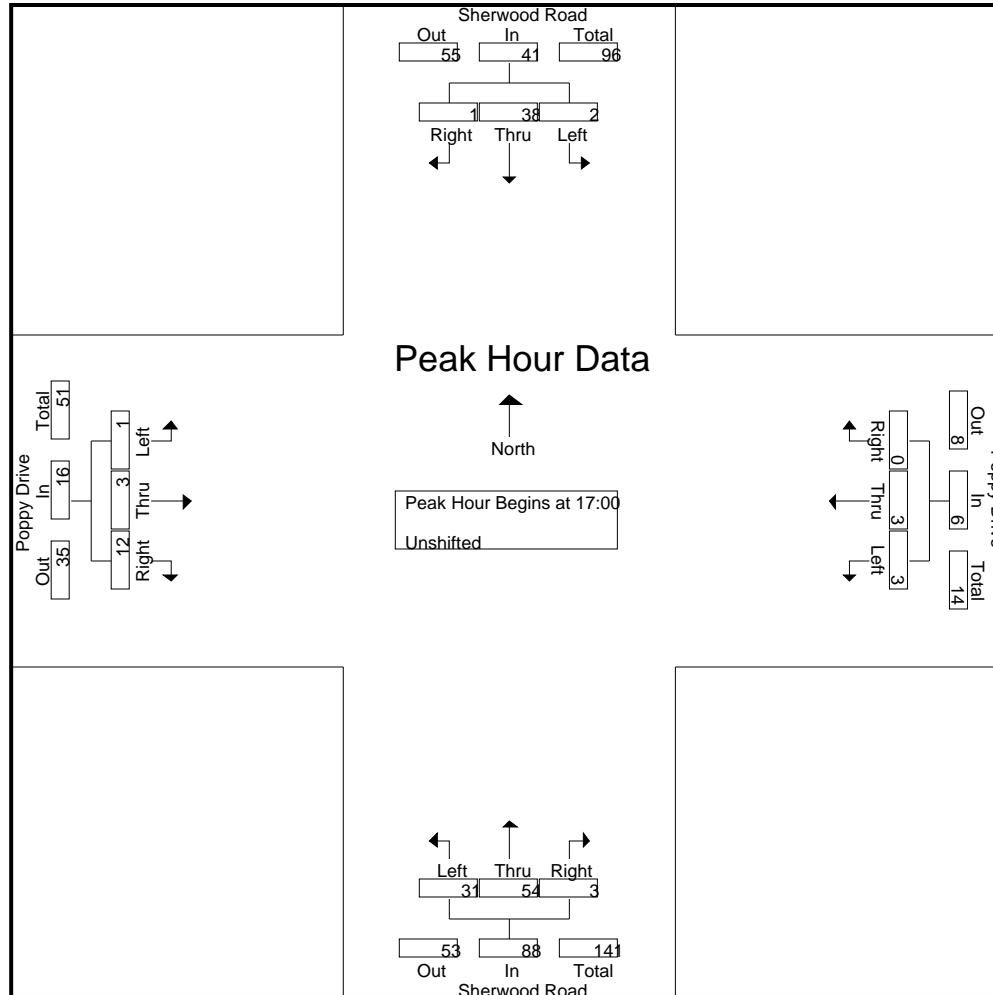 Sherwood Road
Out In Total
55 41 96
1 38 2
Right Thru Left
Peak Hour Data
North
Peak Hour Begins at 17:00
Unshifted
Poppy Drive
Out In Total
35 16 51
Left Thru Right
1 3 12
Poppy Drive
Out In Total
8 6 14
Right Thru Left
0 3 3
Left Thru Right
31 54 3
53 88 141
Out In Total
Sherwood Road